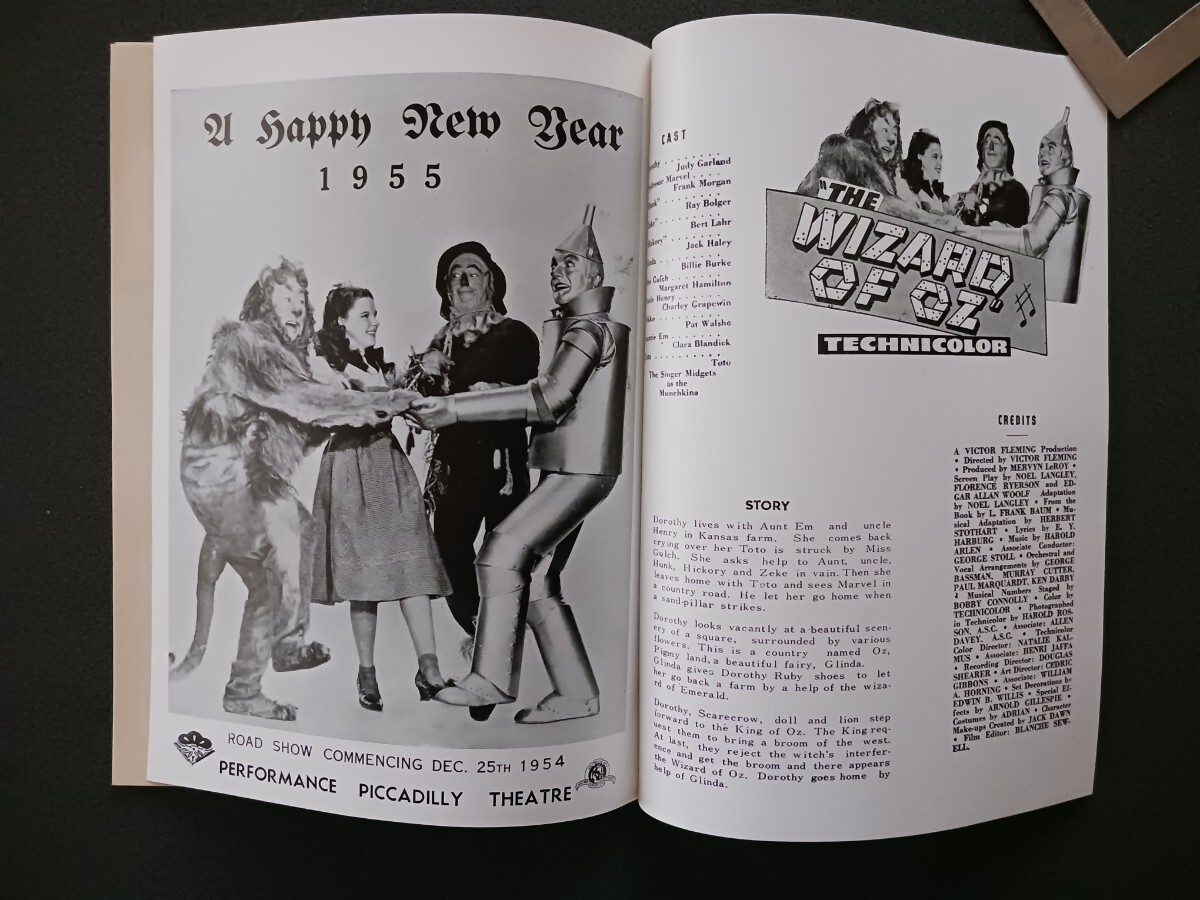 A Happy New Year
1955
ROAD SHOW COMMENCING DEC. 25TH 1954
PERFORMANCE PICCADILLY THEATRE
CAST
Judy Garland
Marvel
Frank Morgan
Ray Bolger
Bert Lahr
Jack Haley
Billie Burke
Gulch
Margaret Hamilton
Henry
Charley Grapewin
Pat Walshe
Em
Clara Blandick
Toto
The Singer Midgets
as the
Munchkins
"THE
WIZARD
OF OZ"
TECHNICOLOR
STORY
Dorothy lives with Aunt Em and uncle
Henry in Kansas farm. She comes back
crying over her Toto is struck by Miss
Gulch. She asks help to Aunt, uncle,
Hunk, Hickory and Zeke in vain. Then she
leaves home with Toto and sees Marvel in
a country road. He let her go home when
a sand-pillar strikes.
Dorothy looks vacantly at a beautiful scen-
ery of a square, surrounded by various
flowers. This is a country named Oz,
Pigmy land, a beautiful fairy, Glinda.
Glinda gives Dorothy Ruby shoes to let
her go back a farm by a help of the wiza-
rd of Emerald.
Dorothy, Scarecrow, doll and lion step
forward to the King of Oz. The King req-
uest them to bring a broom of the west.
At last, they reject the witch's interfer-
ence and get the broom and there appears
the Wizard of Oz. Dorothy goes home by
help of Glinda.
CREDITS
A VICTOR FLEMING Production
• Directed by VICTOR FLEMING
• Produced by MERVYN LeROY •
Screen Play by NOEL LANGLEY,
FLORENCE RYERSON and ED-
GAR ALLAN WOOLF Adaptation
by NOEL LANGLEY • From the
Book by L. FRANK BAUM • Mu-
sical Adaptation by HERBERT
STOTHART • Lyrics by E. Y.
HARBURG • Music by HAROLD
ARLEN • Associate Conductor:
GEORGE STOLL • Orchestral and
Vocal Arrangements by GEORGE
BASSMAN, MURRAY CUTTER,
PAUL MARQUARDT, KEN DARBY
• Musical Numbers Staged by
BOBBY CONNOLLY • Color by
TECHNICOLOR • Photographed
in Technicolor by HAROLD ROS-
SON, A.S.C. • Associate: ALLEN
DAVEY, A.S.C. • Technicolor
Color Director: NATALIE KAL-
MUS • Associate: HENRI JAFFA
• Recording Director: DOUGLAS
SHEARER • Art Director: CEDRIC
GIBBONS • Associate: WILLIAM
A. HORNING • Set Decorations by
EDWIN B. WILLIS • Special Ef-
fects by ARNOLD GILLESPIE •
Costumes by ADRIAN • Character
Make-ups Created by JACK DAWN
• Film Editor: BLANCHE SEW-
ELL.